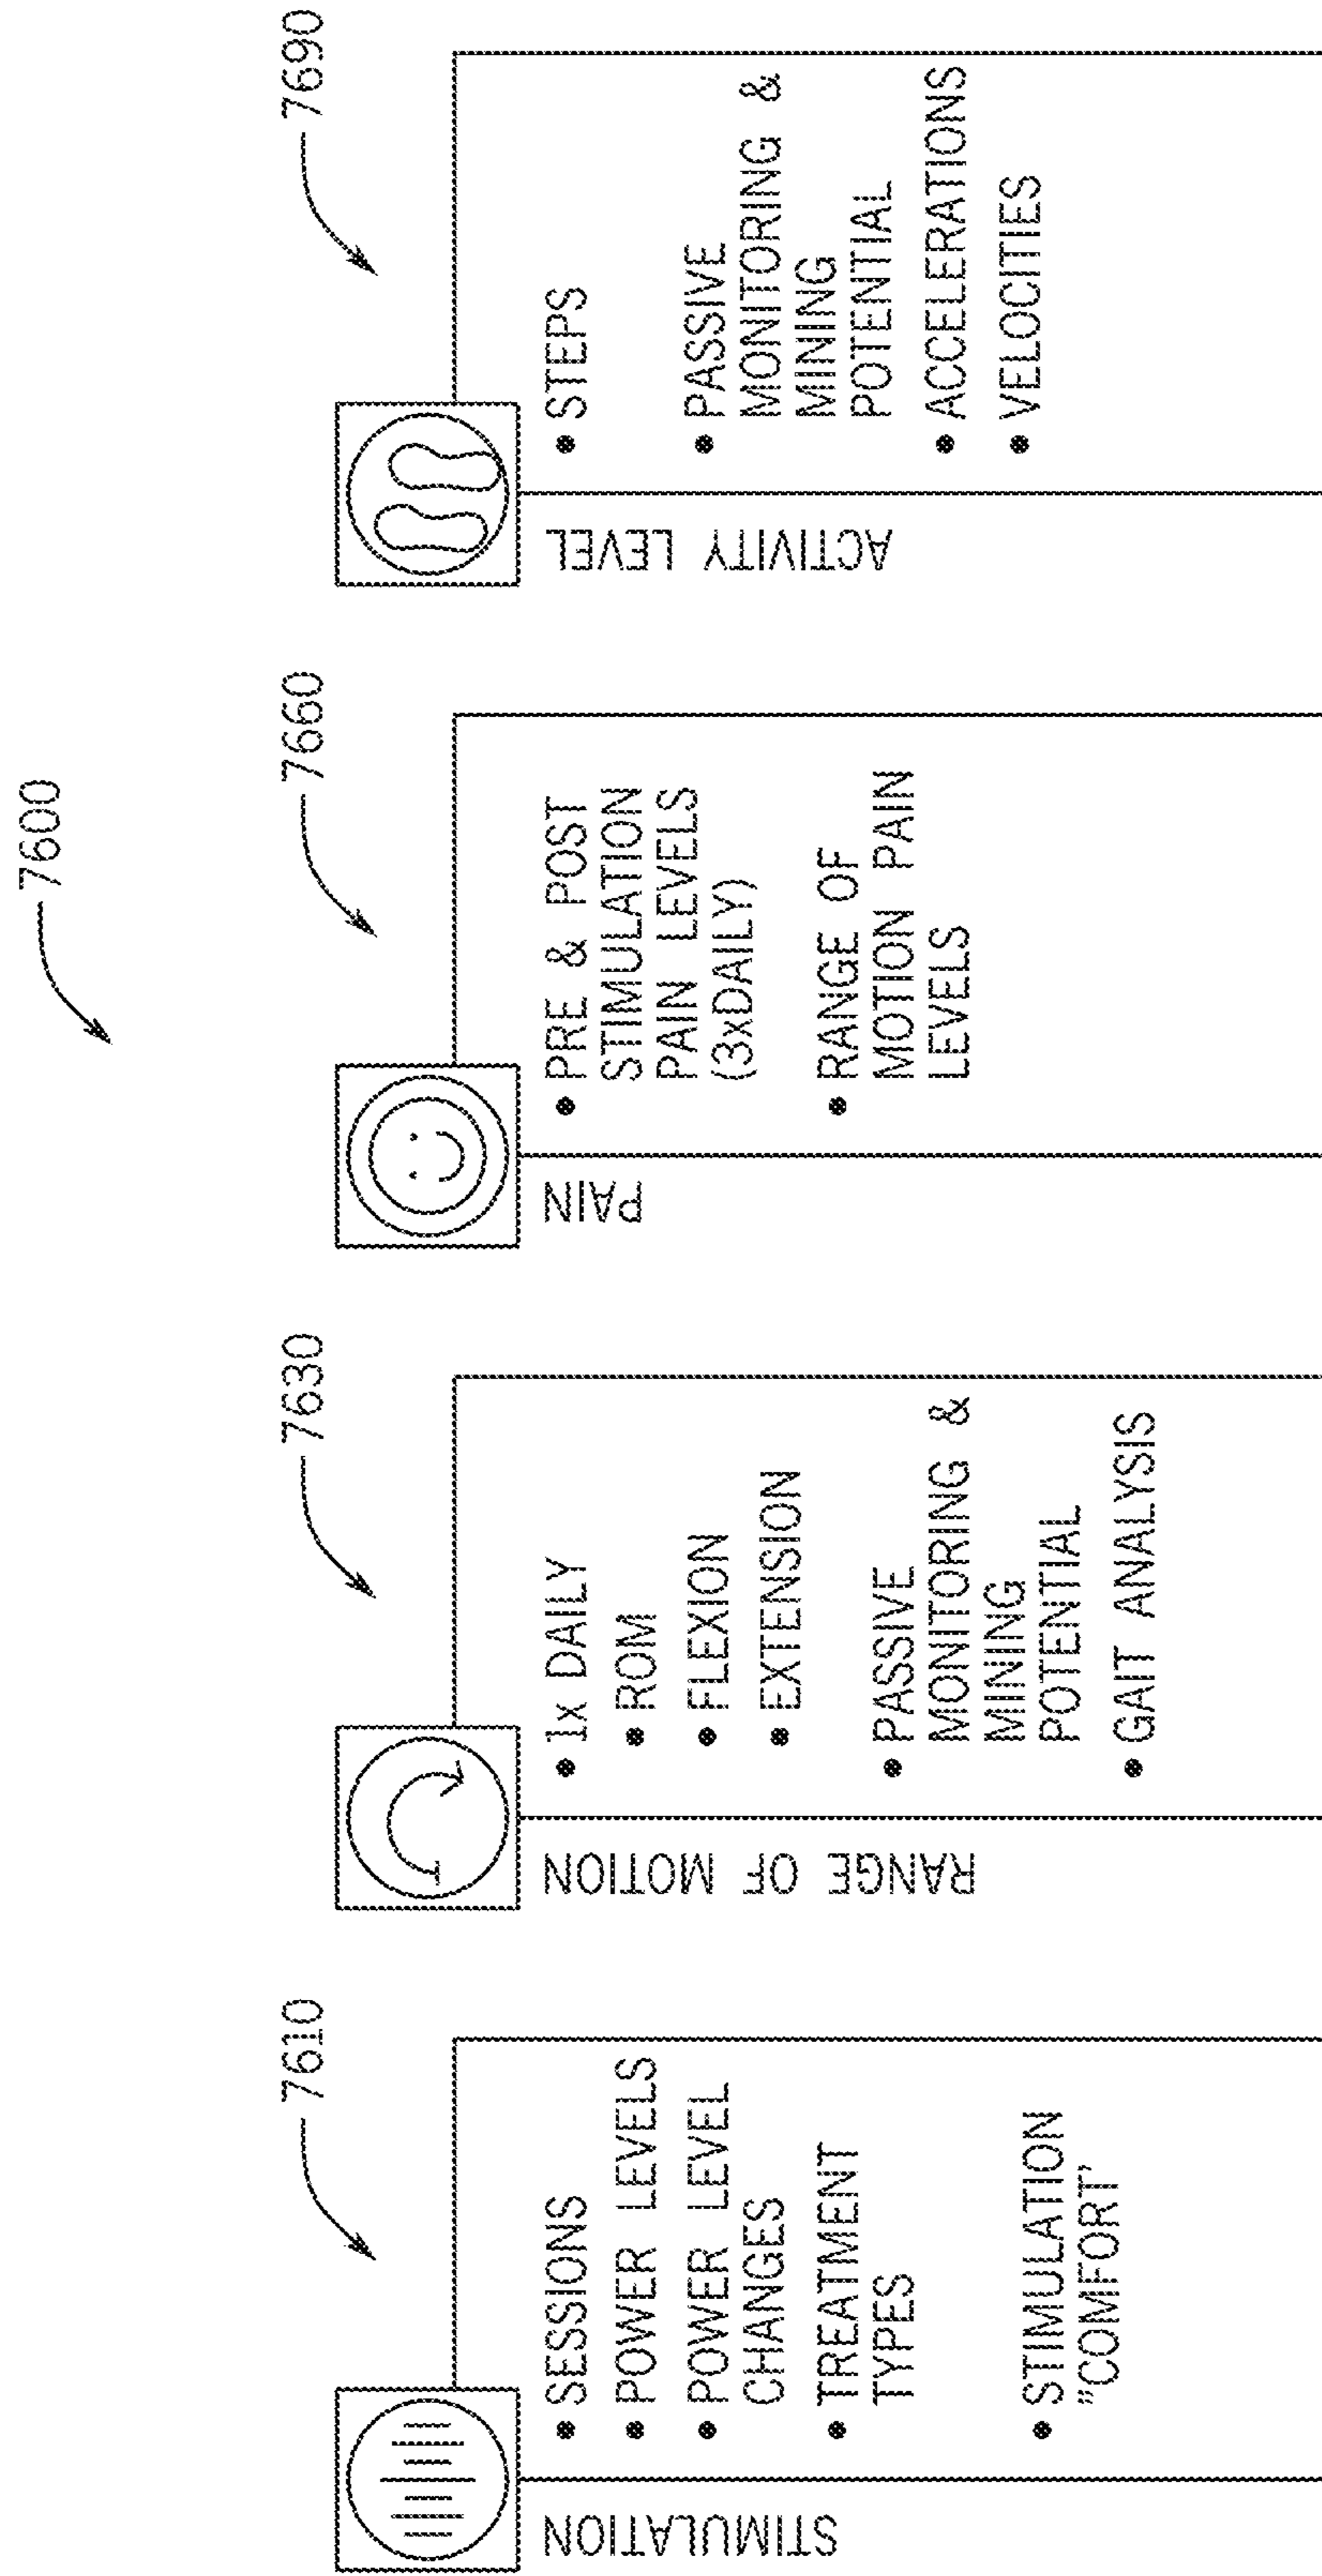 7600
7610
STIMULATION
• SESSIONS
• POWER LEVELS
• POWER LEVEL
CHANGES
• TREATMENT
TYPES
• STIMULATION
"COMFORT'
7630
RANGE OF MOTION
• 1x DAILY
• ROM
• FLEXION
• EXTENSION
• PASSIVE
MONITORING &
MINING
POTENTIAL
• GAIT ANALYSIS
7660
PAIN
• PRE & POST
STIMULATION
PAIN LEVELS
(3xDAILY)
• RANGE OF
MOTION PAIN
LEVELS
7690
ACTIVITY LEVEL
• STEPS
• PASSIVE
MONITORING &
MINING
POTENTIAL
• ACCELERATIONS
• VELOCITIES